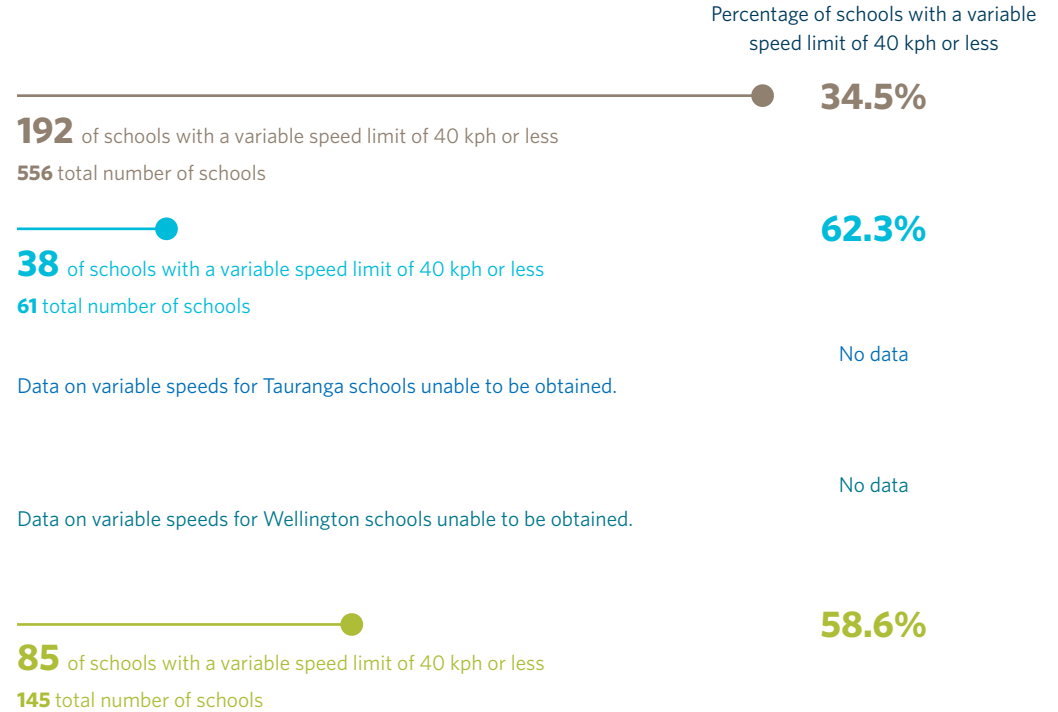 Percentage of schools with a variable
speed limit of 40 kph or less
34.5%
192 of schools with a variable speed limit of 40 kph or less
556 total number of schools
62.3%
38 of schools with a variable speed limit of 40 kph or less
61 total number of schools
No data
Data on variable speeds for Tauranga schools unable to be obtained.
No data
Data on variable speeds for Wellington schools unable to be obtained.
58.6%
85 of schools with a variable speed limit of 40 kph or less
145 total number of schools